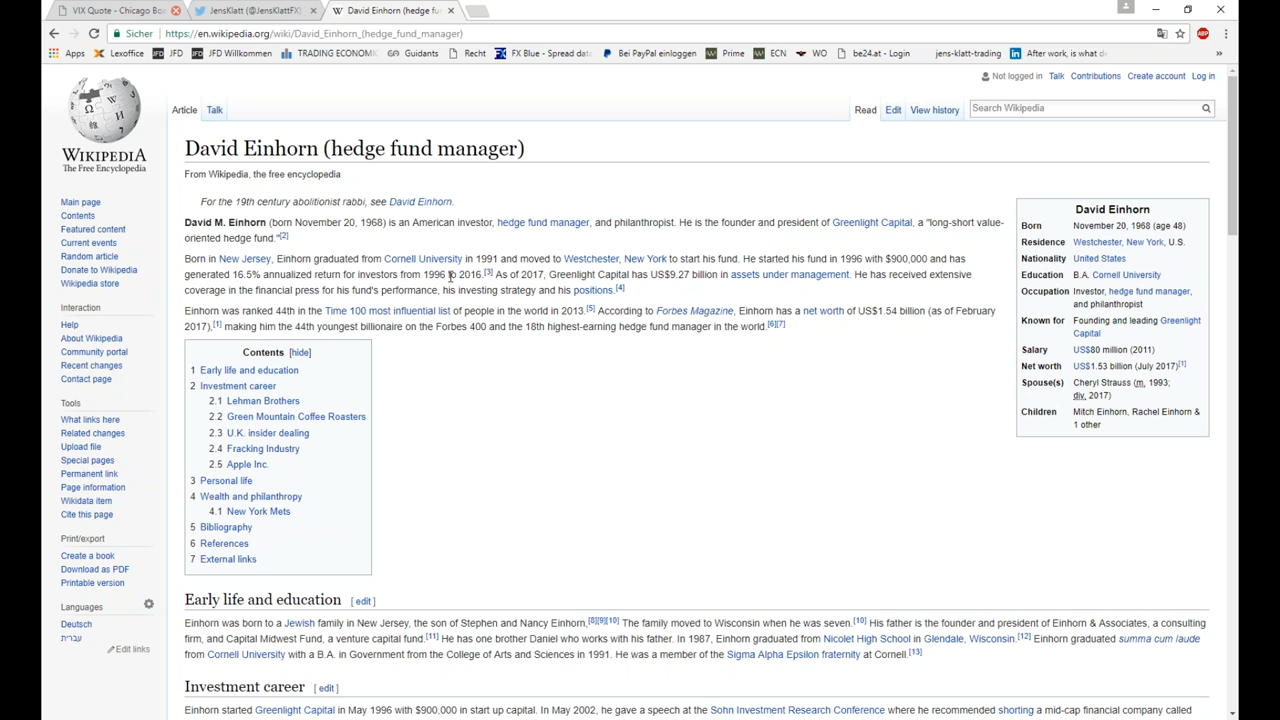 VIX Quote - Chicago Boa
JensKlatt (@JensKlattFX)
David Einhorn (hedge fu
Sicher
https://en.wikipedia.org/wiki/David_Einhorn_(hedge_fund_manager)
Apps Lexoffice JFD JFD Willkommen TRADING ECONOMIC Guidants Recht FX Blue - Spread data Bei PayPal einloggen Prime ECN WO be24.at - Login jens-klatt-trading After work, is what d
Not logged in Talk Contributions Create account Log in
Article Talk
Read Edit View history Search Wikipedia
WIKIPEDIA
The Free Encyclopedia
Main page
Contents
Featured content
Current events
Random article
Donate to Wikipedia
Wikipedia store
Interaction
Help
About Wikipedia
Community portal
Recent changes
Contact page
Tools
What links here
Related changes
Upload file
Special pages
Permanent link
Page information
Wikidata item
Cite this page
Print/export
Create a book
Download as PDF
Printable version
Languages
Deutsch
עברית
Edit links
David Einhorn (hedge fund manager)
From Wikipedia, the free encyclopedia
For the 19th century abolitionist rabbi, see David Einhorn.
David M. Einhorn (born November 20, 1968) is an American investor, hedge fund manager, and philanthropist. He is the founder and president of Greenlight Capital, a "long-short value-
oriented hedge fund."[2]
Born in New Jersey, Einhorn graduated from Cornell University in 1991 and moved to Westchester, New York to start his fund. He started his fund in 1996 with $900,000 and has
generated 16.5% annualized return for investors from 1996 to 2016.[3] As of 2017, Greenlight Capital has US$9.27 billion in assets under management. He has received extensive
coverage in the financial press for his fund's performance, his investing strategy and his positions.[4]
Einhorn was ranked 44th in the Time 100 most influential list of people in the world in 2013.[5] According to Forbes Magazine, Einhorn has a net worth of US$1.54 billion (as of February
2017),[1] making him the 44th youngest billionaire on the Forbes 400 and the 18th highest-earning hedge fund manager in the world.[6][7]
David Einhorn
Born November 20, 1968 (age 48)
Residence Westchester, New York, U.S.
Nationality United States
Education B.A. Cornell University
Occupation Investor, hedge fund manager,
and philanthropist
Known for Founding and leading Greenlight
Capital
Salary US$80 million (2011)
Net worth US$1.53 billion (July 2017)[1]
Spouse(s) Cheryl Strauss (m. 1993;
div. 2017)
Children Mitch Einhorn, Rachel Einhorn &
1 other
Contents [hide]
1 Early life and education
2 Investment career
2.1 Lehman Brothers
2.2 Green Mountain Coffee Roasters
2.3 U.K. insider dealing
2.4 Fracking Industry
2.5 Apple Inc.
3 Personal life
4 Wealth and philanthropy
4.1 New York Mets
5 Bibliography
6 References
7 External links
Early life and education [ edit ]
Einhorn was born to a Jewish family in New Jersey, the son of Stephen and Nancy Einhorn,[8][9][10] The family moved to Wisconsin when he was seven.[10] His father is the founder and president of Einhorn & Associates, a consulting
firm, and Capital Midwest Fund, a venture capital fund.[11] He has one brother Daniel who works with his father. In 1987, Einhorn graduated from Nicolet High School in Glendale, Wisconsin.[12] Einhorn graduated summa cum laude
from Cornell University with a B.A. in Government from the College of Arts and Sciences in 1991. He was a member of the Sigma Alpha Epsilon fraternity at Cornell.[13]
Investment career [ edit ]
Einhorn started Greenlight Capital in May 1996 with $900,000 in start up capital. In May 2002, he gave a speech at the Sohn Investment Research Conference where he recommended shorting a mid-cap financial company called